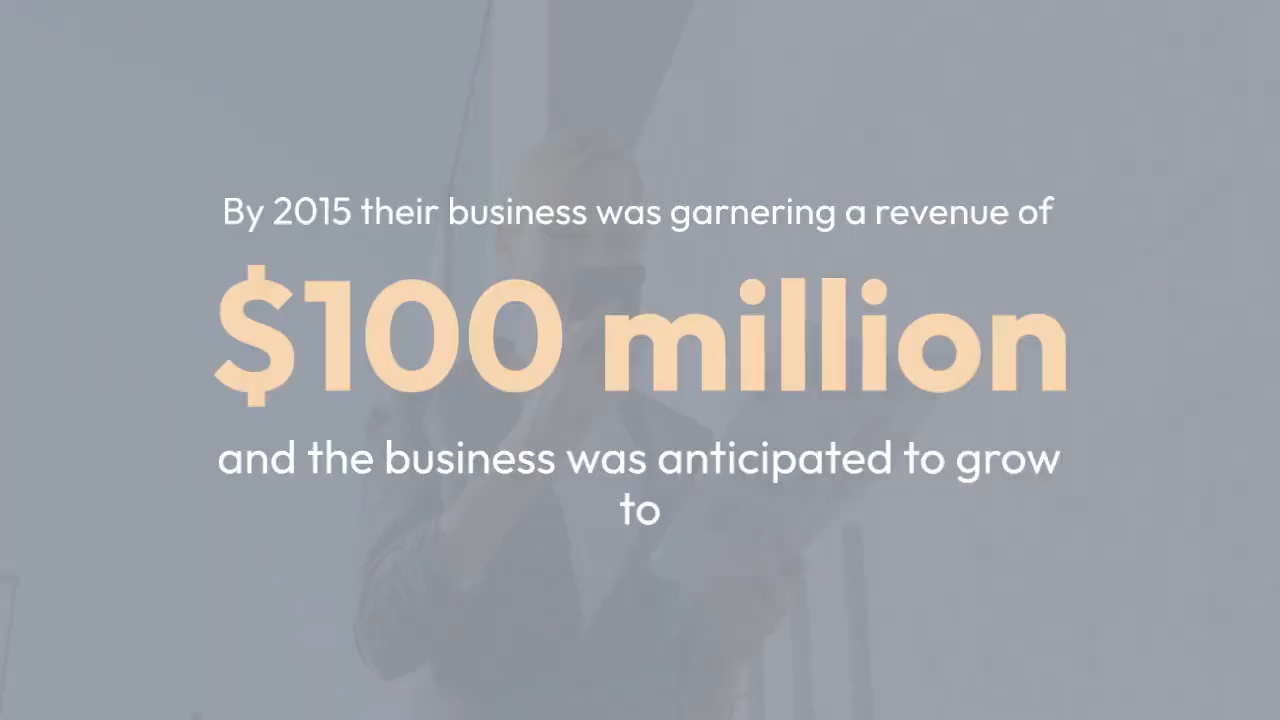 By 2015 their business was garnering a revenue of
$100 million
and the business was anticipated to grow
to